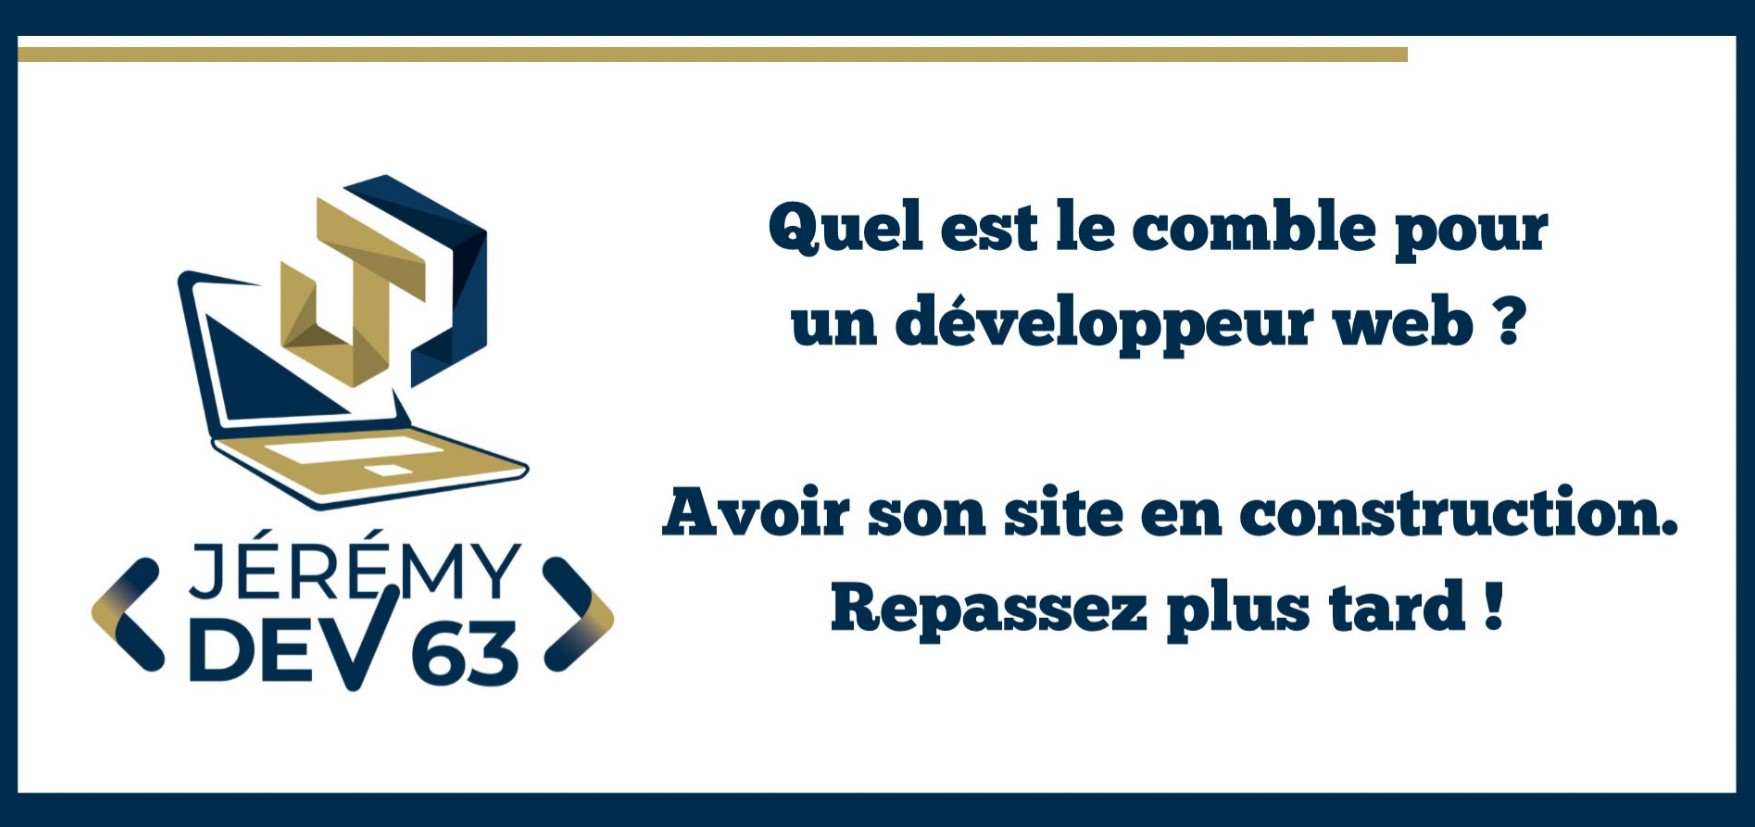 JÉRÉMY
DEV 63
Quel est le comble pour
un développeur web ?
Avoir son site en construction.
Repassez plus tard !